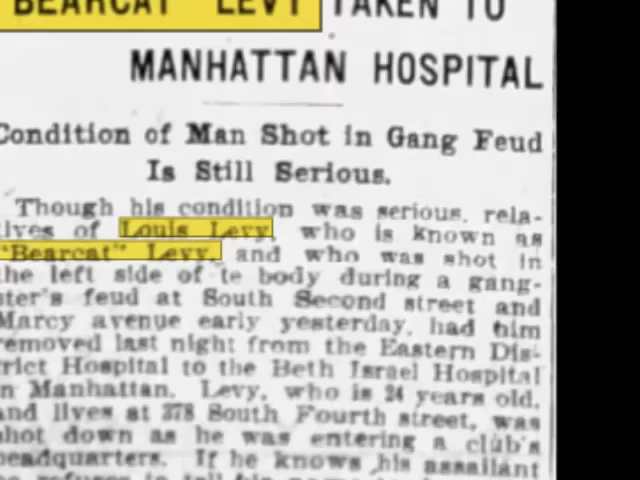 BEARCAT" LEVY TAKEN TO
MANHATTAN HOSPITAL
Condition of Man Shot in Gang Feud
Is Still Serious.
Though his condition was serious, rela-
tives of Louis Levy, who is known as
"Bearcat" Levy, and who was shot in
the left side of te body during a gang-
ster's feud at South Second street and
Marcy avenue early yesterday, had him
removed last night from the Eastern Dis-
trict Hospital to the Beth Israel Hospital
in Manhattan. Levy, who is 24 years old,
and lives at 378 South Fourth street, was
shot down as he was entering a club's
headquarters. If he knows his assailant
he refuses to tell his